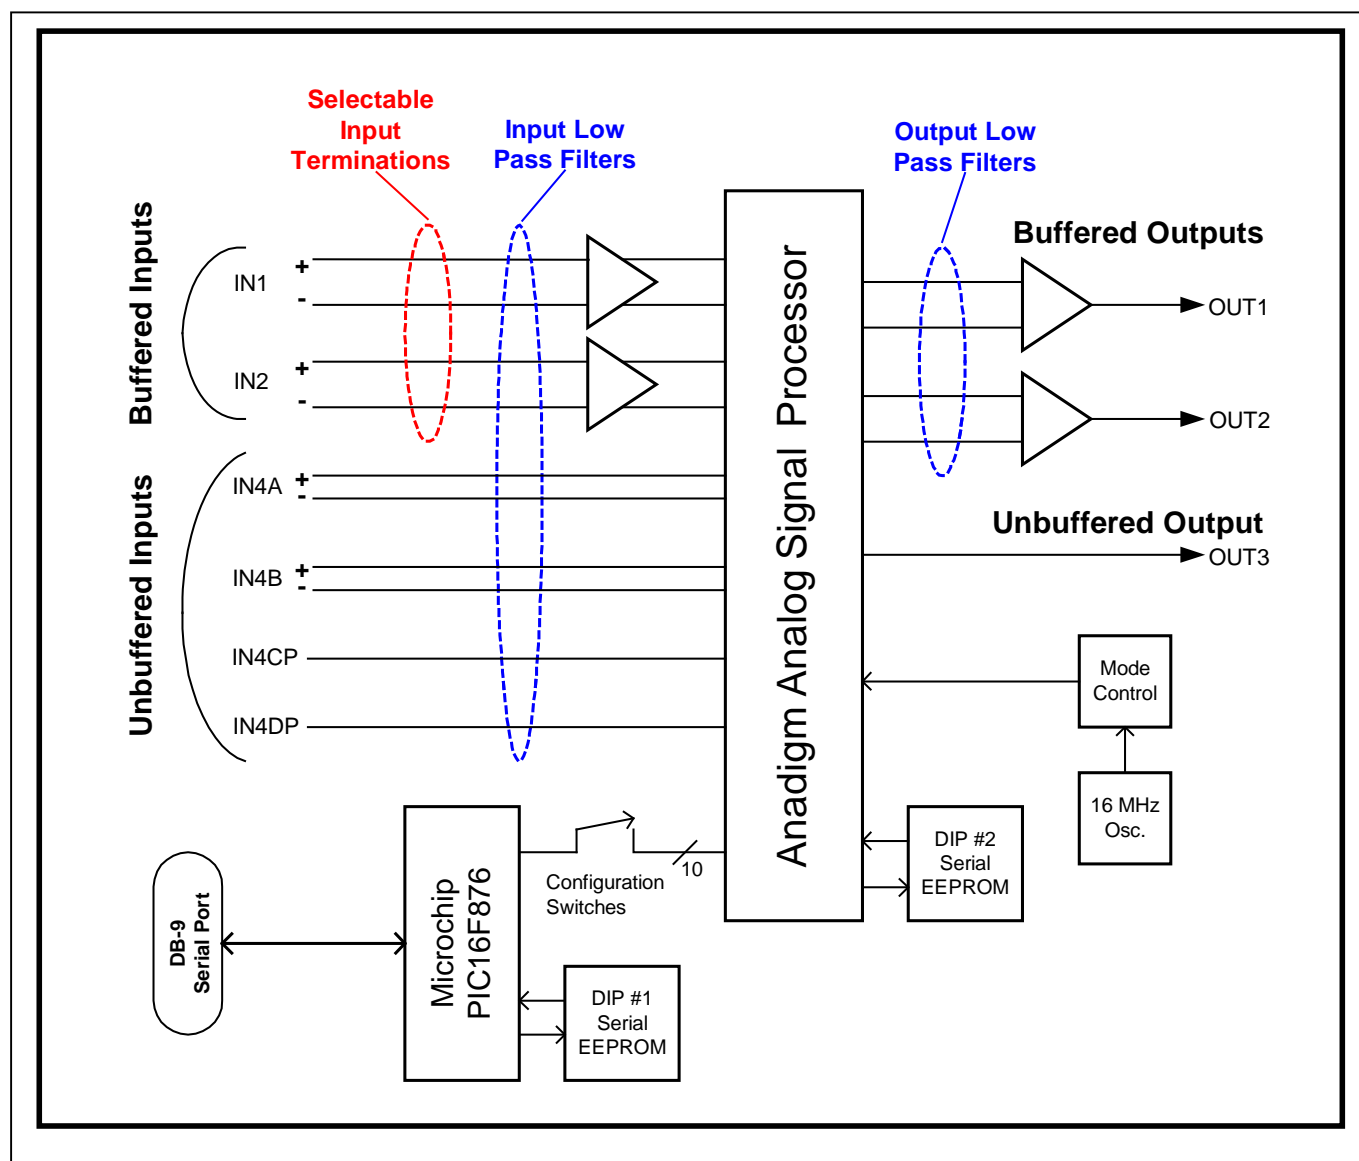 Selectable
Input
Terminations
Input Low
Pass Filters
Output Low
Pass Filters
Buffered Inputs
IN1
+
-
IN2
+
-
Unbuffered Inputs
IN4A
+
-
IN4B
+
-
IN4CP
IN4DP
Anadigm Analog Signal Processor
Buffered Outputs
OUT1
OUT2
Unbuffered Output
OUT3
Mode
Control
16 MHz
Osc.
DIP #2
Serial
EEPROM
10
Configuration
Switches
Microchip
PIC16F876
DB-9
Serial Port
DIP #1
Serial
EEPROM